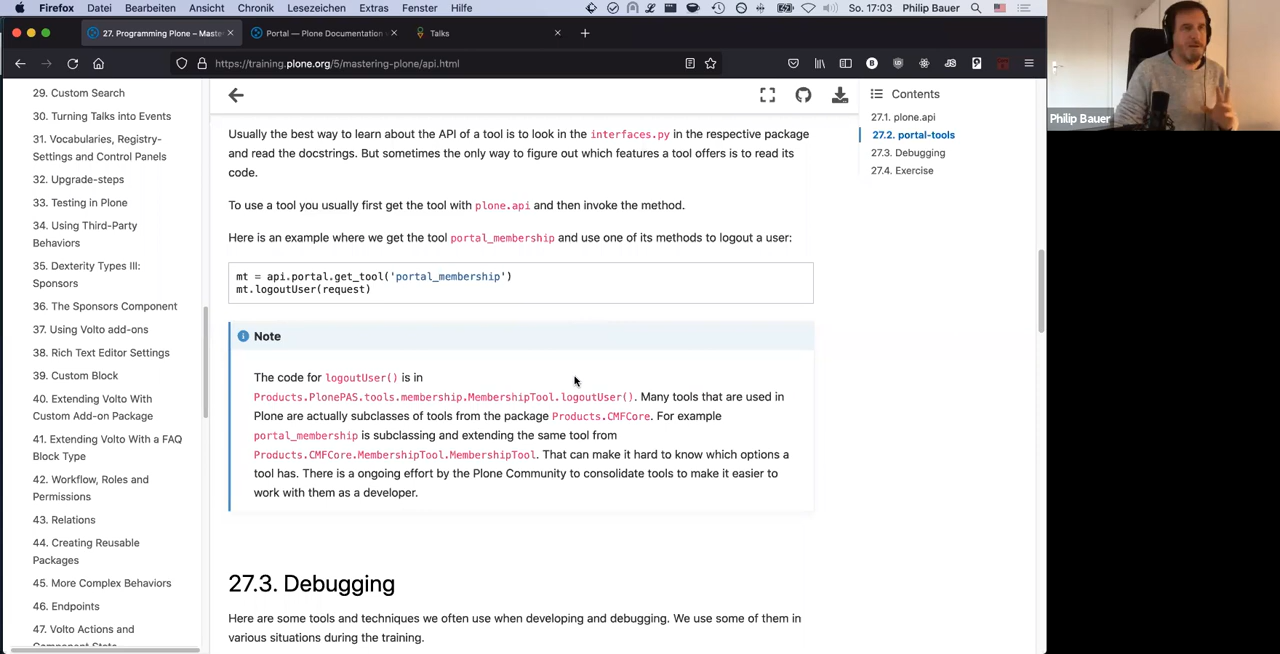 Firefox Datei Bearbeiten Ansicht Chronik Lesezeichen Extras Fenster Hilfe So. 17:03 Philip Bauer
27. Programming Plone – Maste
Portal — Plone Documentation
Talks
https://training.plone.org/5/mastering-plone/api.html
29. Custom Search
30. Turning Talks into Events
31. Vocabularies, Registry-
Settings and Control Panels
32. Upgrade-steps
33. Testing in Plone
34. Using Third-Party
Behaviors
35. Dexterity Types III:
Sponsors
36. The Sponsors Component
37. Using Volto add-ons
38. Rich Text Editor Settings
39. Custom Block
40. Extending Volto With
Custom Add-on Package
41. Extending Volto With a FAQ
Block Type
42. Workflow, Roles and
Permissions
43. Relations
44. Creating Reusable
Packages
45. More Complex Behaviors
46. Endpoints
47. Volto Actions and
Component State
Usually the best way to learn about the API of a tool is to look in the interfaces.py in the respective package
and read the docstrings. But sometimes the only way to figure out which features a tool offers is to read its
code.
To use a tool you usually first get the tool with plone.api and then invoke the method.
Here is an example where we get the tool portal_membership and use one of its methods to logout a user:
mt = api.portal.get_tool('portal_membership')
mt.logoutUser(request)
Note
The code for logoutUser() is in
Products.PlonePAS.tools.membership.MembershipTool.logoutUser(). Many tools that are used in
Plone are actually subclasses of tools from the package Products.CMFCore. For example
portal_membership is subclassing and extending the same tool from
Products.CMFCore.MembershipTool.MembershipTool. That can make it hard to know which options a
tool has. There is a ongoing effort by the Plone Community to consolidate tools to make it easier to
work with them as a developer.
27.3. Debugging
Here are some tools and techniques we often use when developing and debugging. We use some of them in
various situations during the training.
Contents
27.1. plone.api
27.2. portal-tools
27.3. Debugging
27.4. Exercise
Philip Bauer